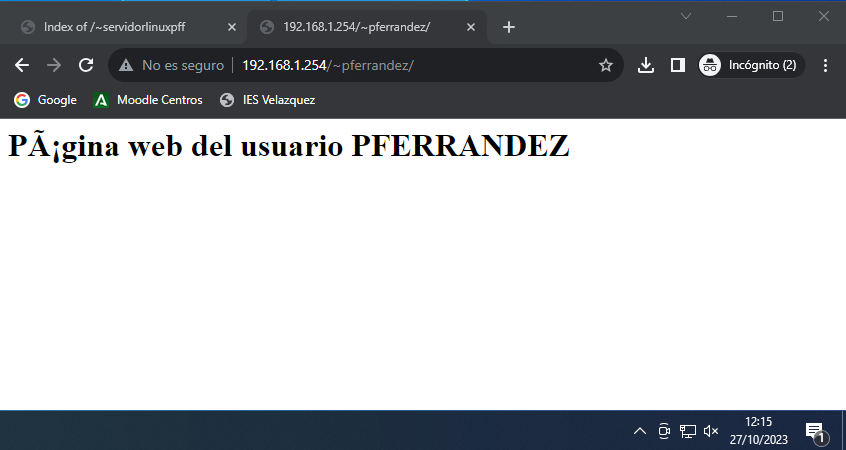 Index of /~servidorlinuxpff
192.168.1.254/~pferrandez/
No es seguro
192.168.1.254/~pferrandez/
Incógnito (2)
Google
Moodle Centros
IES Velazquez
PÃ¡gina web del usuario PFERRANDEZ
12:15
27/10/2023
1